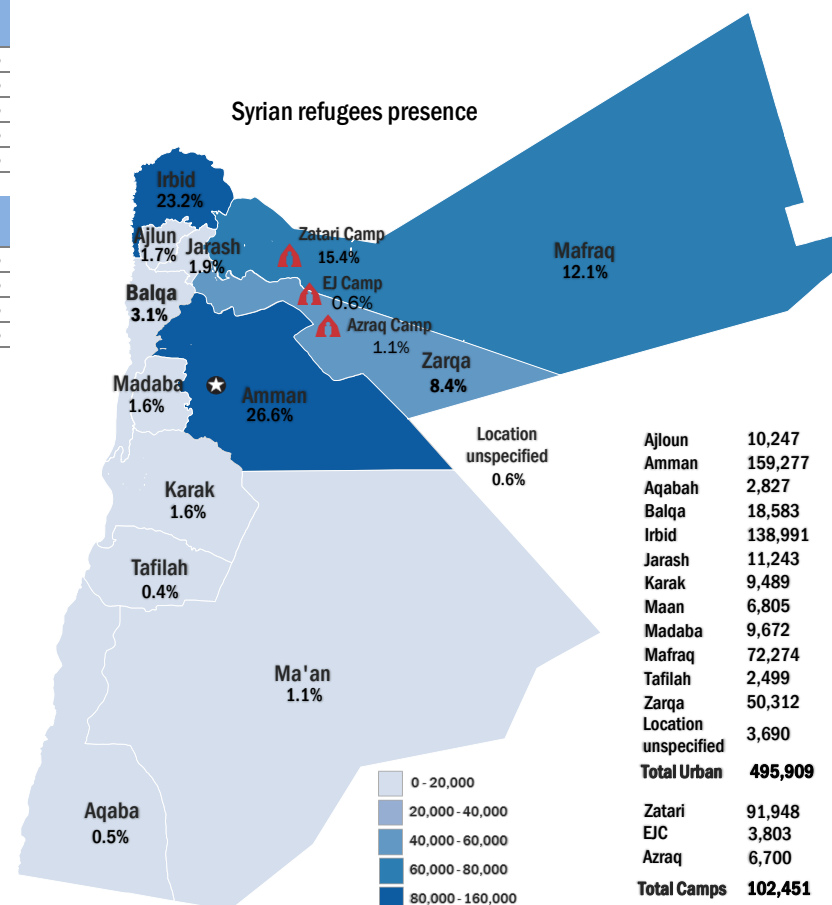 Syrian refugees presence
Irbid
23.2%
Ajlun
1.7%
Jarash
1.9%
Zatari Camp
15.4%
Mafraq
12.1%
EJ Camp
0.6%
Balqa
3.1%
Azraq Camp
1.1%
Zarqa
8.4%
Madaba
1.6%
Amman
26.6%
Location
unspecified
0.6%
Karak
1.6%
Tafilah
0.4%
Ma'an
1.1%
Aqaba
0.5%
0 - 20,000
20,000 - 40,000
40,000 - 60,000
60,000 - 80,000
80,000 - 160,000
Ajloun 10,247
Amman 159,277
Aqabah 2,827
Balqa 18,583
Irbid 138,991
Jarash 11,243
Karak 9,489
Maan 6,805
Madaba 9,672
Mafraq 72,274
Tafilah 2,499
Zarqa 50,312
Location
unspecified 3,690
Total Urban 495,909
Zatari 91,948
EJC 3,803
Azraq 6,700
Total Camps 102,451